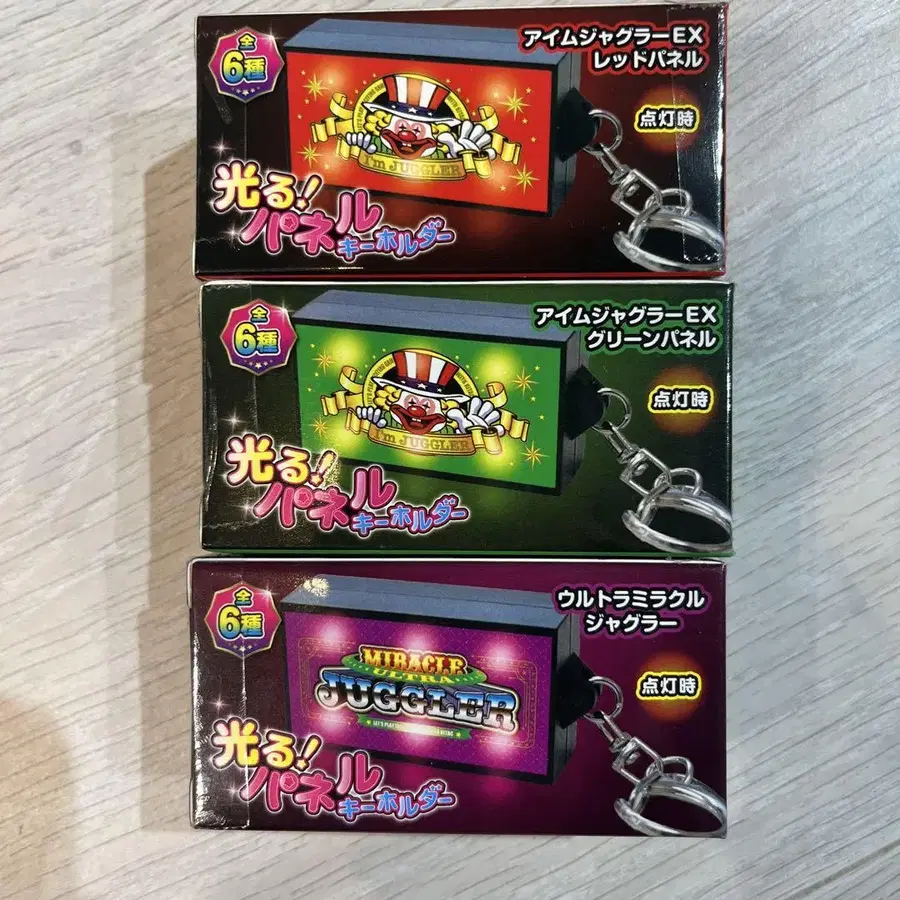 全
6種
アイムジャグラーEX
レッドパネル
点灯時
I'm JUGGLER
光る!
パネル
キーホルダー
全
6種
アイムジャグラーEX
グリーンパネル
点灯時
I'm JUGGLER
光る!
パネル
キーホルダー
全
6種
ウルトラミラクル
ジャグラー
点灯時
MIRACLE
ULTRA
JUGGLER
光る!
パネル
キーホルダー